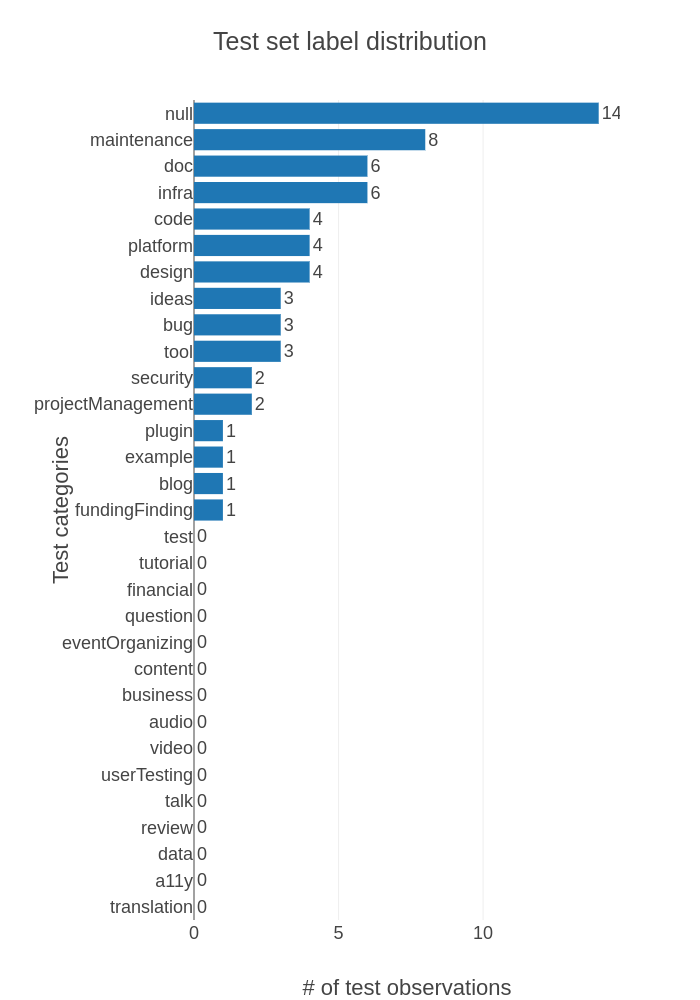 Test set label distribution
null 14
maintenance 8
doc 6
infra 6
code 4
platform 4
design 4
ideas 3
bug 3
tool 3
security 2
projectManagement 2
plugin 1
example 1
blog 1
fundingFinding 1
test 0
tutorial 0
financial 0
question 0
eventOrganizing 0
content 0
business 0
audio 0
video 0
userTesting 0
talk 0
review 0
data 0
a11y 0
translation 0
0 5 10
# of test observations
Test categories